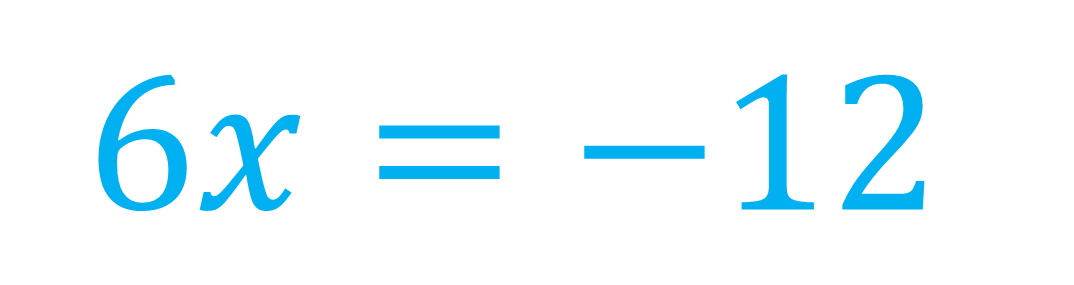 6x = −12